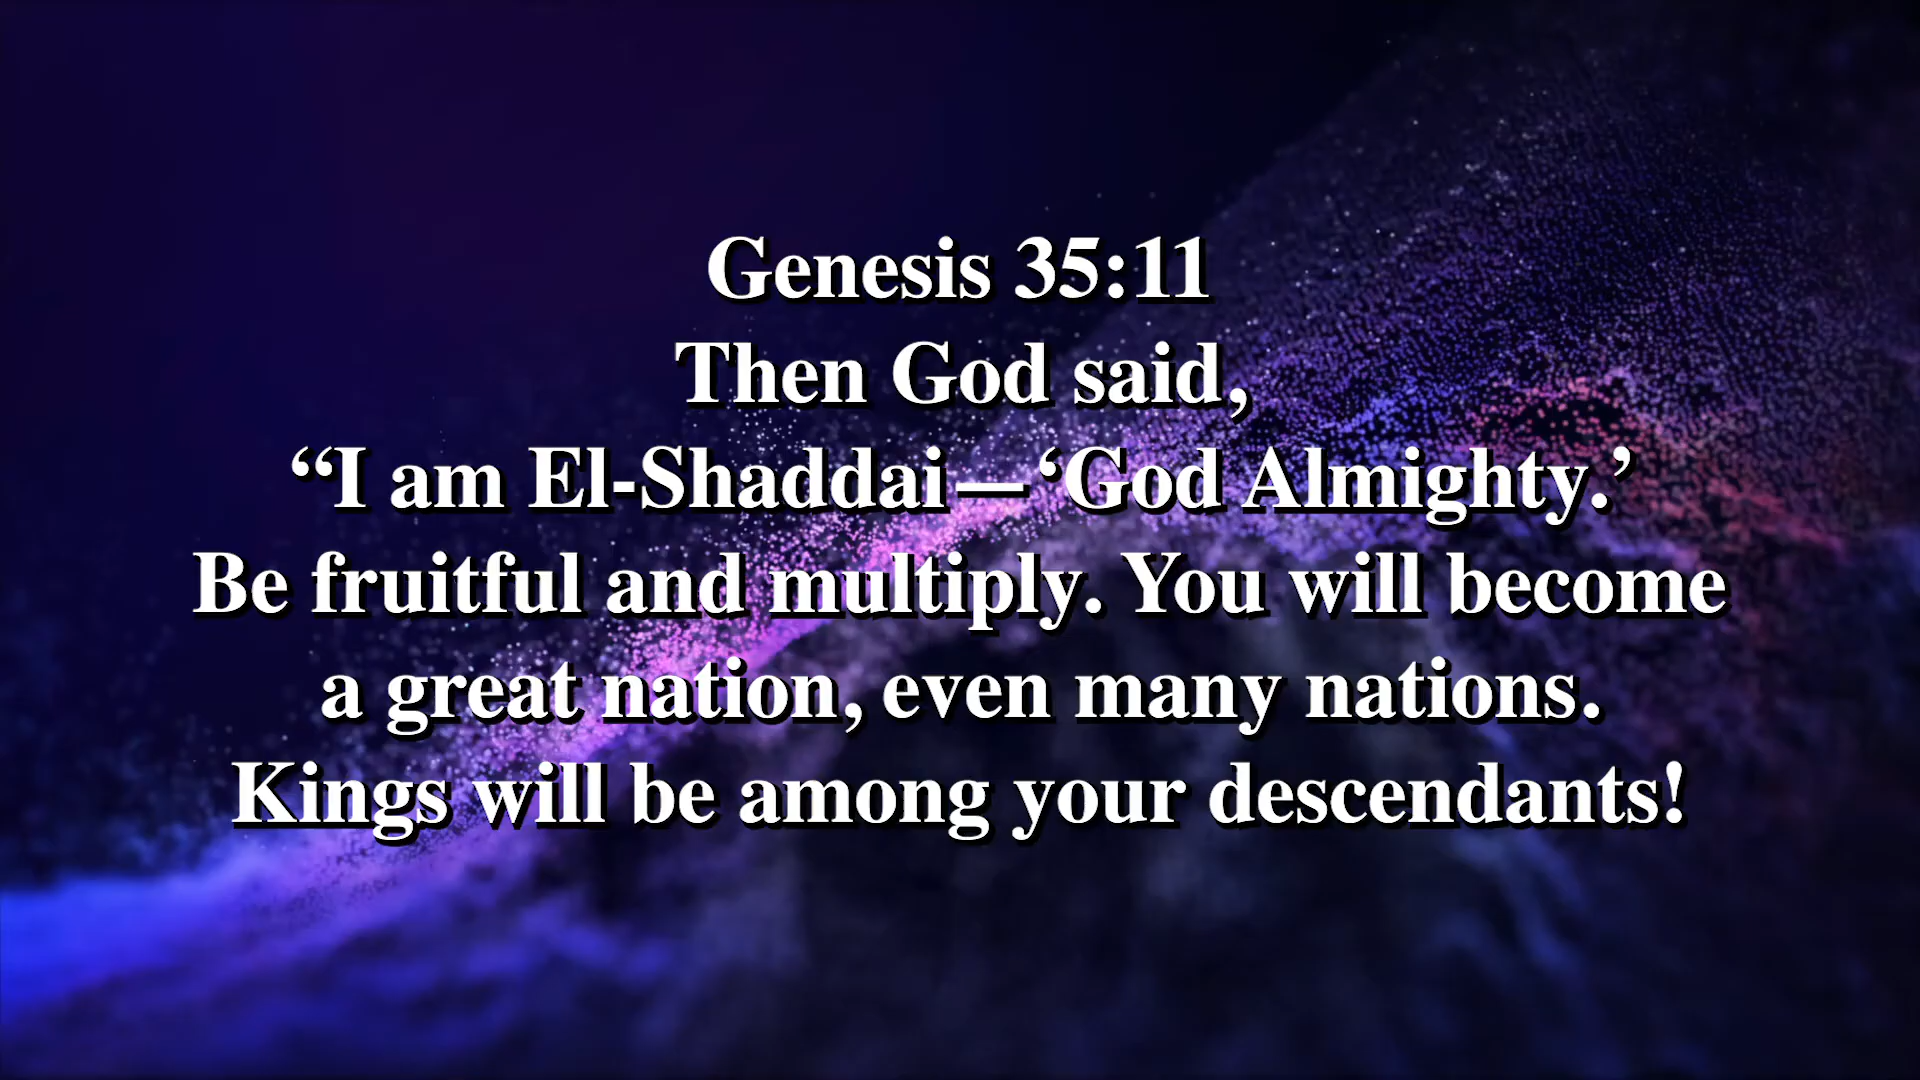 Genesis 35:11
Then God said,
“I am El-Shaddai—‘God Almighty.’
Be fruitful and multiply. You will become
a great nation, even many nations.
Kings will be among your descendants!